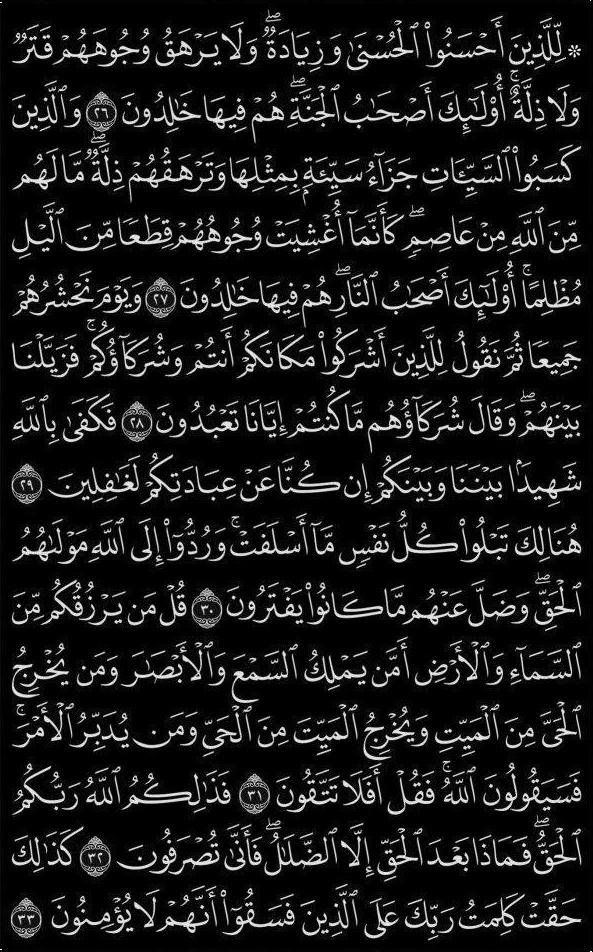 ۞ لِّلَّذِينَ أَحْسَنُوا۟ ٱلْحُسْنَىٰ وَزِيَادَةٌۖ وَلَا يَرْهَقُ وُجُوهَهُمْ قَتَرٌ
وَلَا ذِلَّةٌۚ أُو۟لَـٰٓئِكَ أَصْحَـٰبُ ٱلْجَنَّةِۖ هُمْ فِيهَا خَـٰلِدُونَ ٢٦ وَٱلَّذِينَ
كَسَبُوا۟ ٱلسَّيِّـَٔاتِ جَزَآءُ سَيِّئَةٍۭ بِمِثْلِهَا وَتَرْهَقُهُمْ ذِلَّةٌۖ مَّا لَهُم
مِّنَ ٱللَّهِ مِنْ عَاصِمٍۖ كَأَنَّمَآ أُغْشِيَتْ وُجُوهُهُمْ قِطَعًا مِّنَ ٱلَّيْلِ
مُظْلِمًاۚ أُو۟لَـٰٓئِكَ أَصْحَـٰبُ ٱلنَّارِۖ هُمْ فِيهَا خَـٰلِدُونَ ٢٧ وَيَوْمَ نَحْشُرُهُمْ
جَمِيعًا ثُمَّ نَقُولُ لِلَّذِينَ أَشْرَكُوا۟ مَكَانَكُمْ أَنتُمْ وَشُرَكَآؤُكُمْۚ فَزَيَّلْنَا
بَيْنَهُمْۖ وَقَالَ شُرَكَآؤُهُم مَّا كُنتُمْ إِيَّانَا تَعْبُدُونَ ٢٨ فَكَفَىٰ بِٱللَّهِ
شَهِيدًۢا بَيْنَنَا وَبَيْنَكُمْ إِن كُنَّا عَنْ عِبَادَتِكُمْ لَغَـٰفِلِينَ ٢٩
هُنَالِكَ تَبْلُوا۟ كُلُّ نَفْسٍ مَّآ أَسْلَفَتْۚ وَرُدُّوٓا۟ إِلَى ٱللَّهِ مَوْلَىٰهُمُ
ٱلْحَقِّۖ وَضَلَّ عَنْهُم مَّا كَانُوا۟ يَفْتَرُونَ ٣٠ قُلْ مَن يَرْزُقُكُم مِّنَ
ٱلسَّمَآءِ وَٱلْأَرْضِ أَمَّن يَمْلِكُ ٱلسَّمْعَ وَٱلْأَبْصَـٰرَ وَمَن يُخْرِجُ
ٱلْحَىَّ مِنَ ٱلْمَيِّتِ وَيُخْرِجُ ٱلْمَيِّتَ مِنَ ٱلْحَىِّ وَمَن يُدَبِّرُ ٱلْأَمْرَۚ
فَسَيَقُولُونَ ٱللَّهُۚ فَقُلْ أَفَلَا تَتَّقُونَ ٣١ فَذَٰلِكُمُ ٱللَّهُ رَبُّكُمُ
ٱلْحَقُّۖ فَمَاذَا بَعْدَ ٱلْحَقِّ إِلَّا ٱلضَّلَـٰلُۖ فَأَنَّىٰ تُصْرَفُونَ ٣٢ كَذَٰلِكَ
حَقَّتْ كَلِمَتُ رَبِّكَ عَلَى ٱلَّذِينَ فَسَقُوٓا۟ أَنَّهُمْ لَا يُؤْمِنُونَ ٣٣